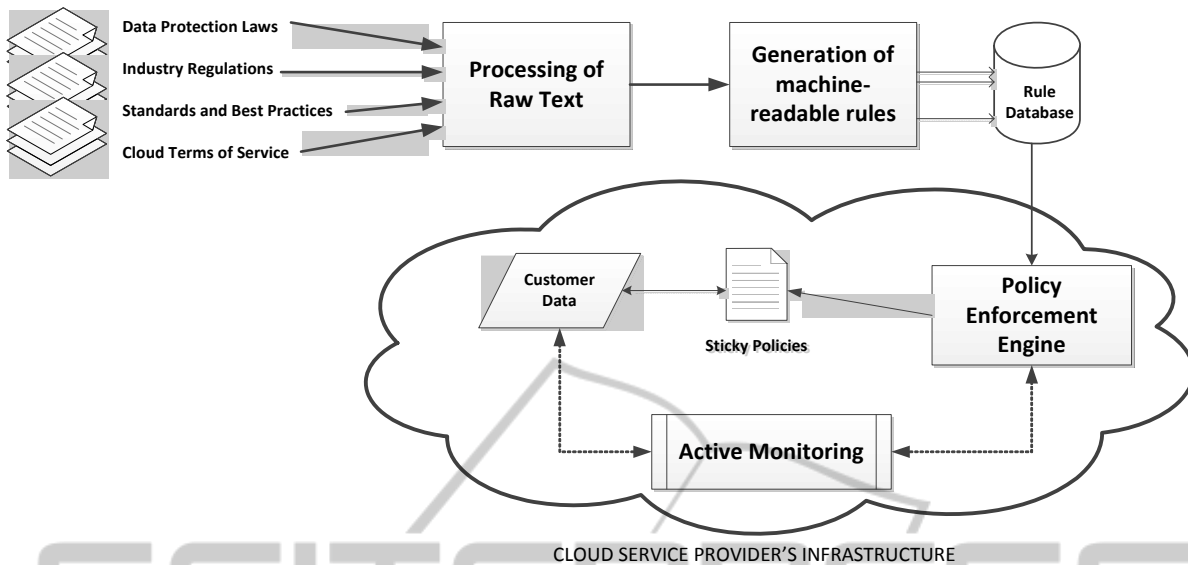 Data Protection Laws
Industry Regulations
Standards and Best Practices
Cloud Terms of Service
Processing of
Raw Text
Generation of
machine-
readable rules
Rule
Database
Customer
Data
Sticky Policies
Policy
Enforcement
Engine
Active Monitoring
CLOUD SERVICE PROVIDER'S INFRASTRUCTURE